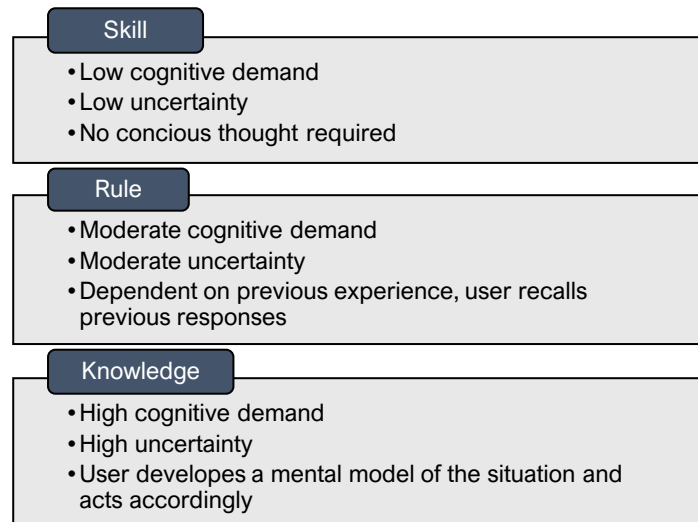 Skill
•Low cognitive demand
•Low uncertainty
•No concious thought required
Rule
•Moderate cognitive demand
•Moderate uncertainty
•Dependent on previous experience, user recalls
previous responses
Knowledge
•High cognitive demand
•High uncertainty
•User developes a mental model of the situation and
acts accordingly